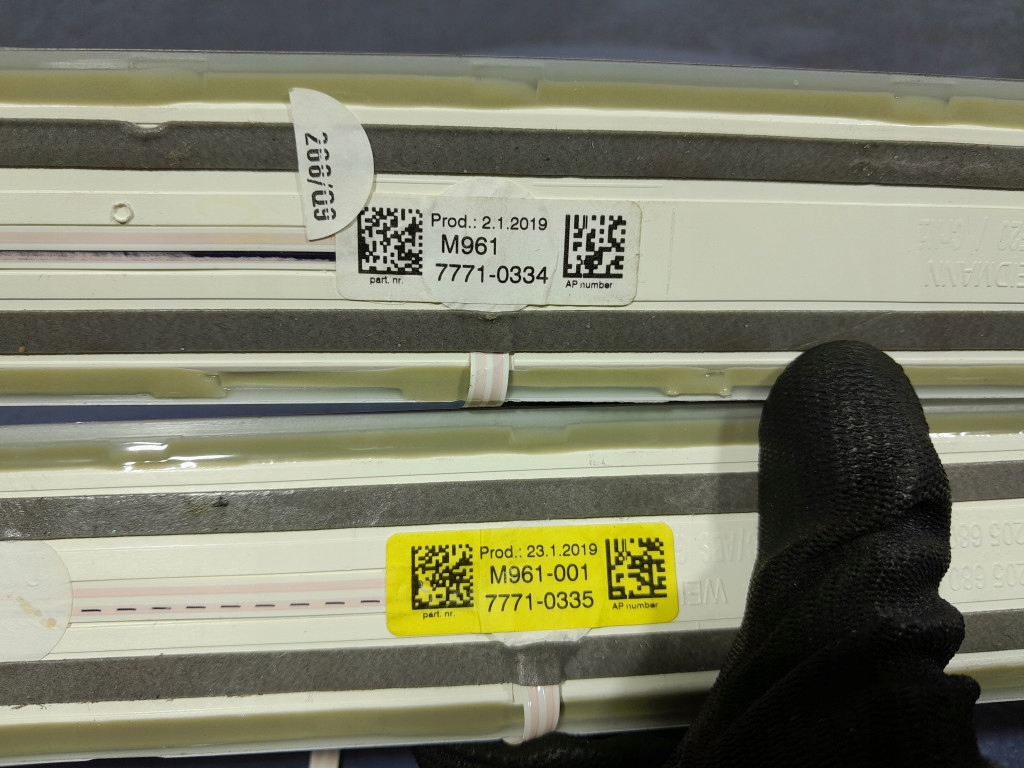 266/Q9
Prod.: 2.1.2019
M961
7771-0334
part. nr.
AP number
Prod.: 23.1.2019
M961-001
7771-0335
part. nr.
AP number